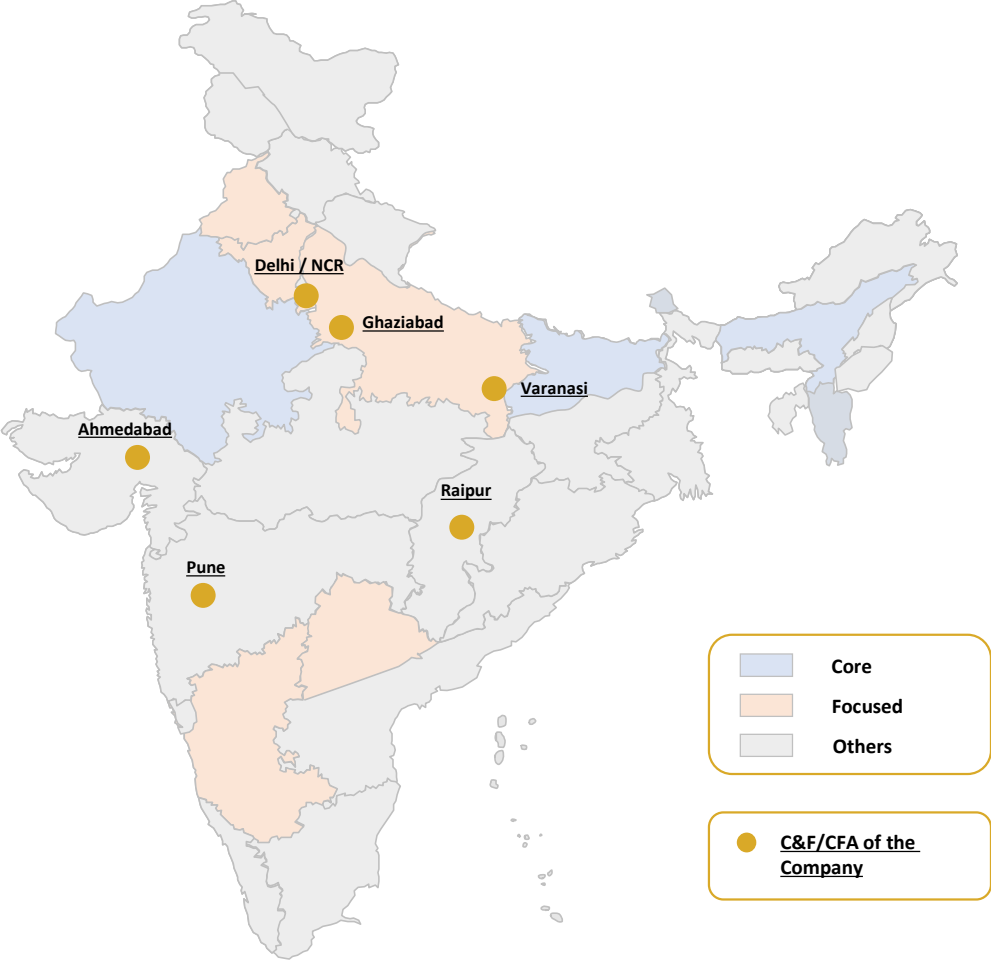 Delhi / NCR
Ghaziabad
Varanasi
Ahmedabad
Raipur
Pune
Core
Focused
Others
C&F/CFA of the
Company